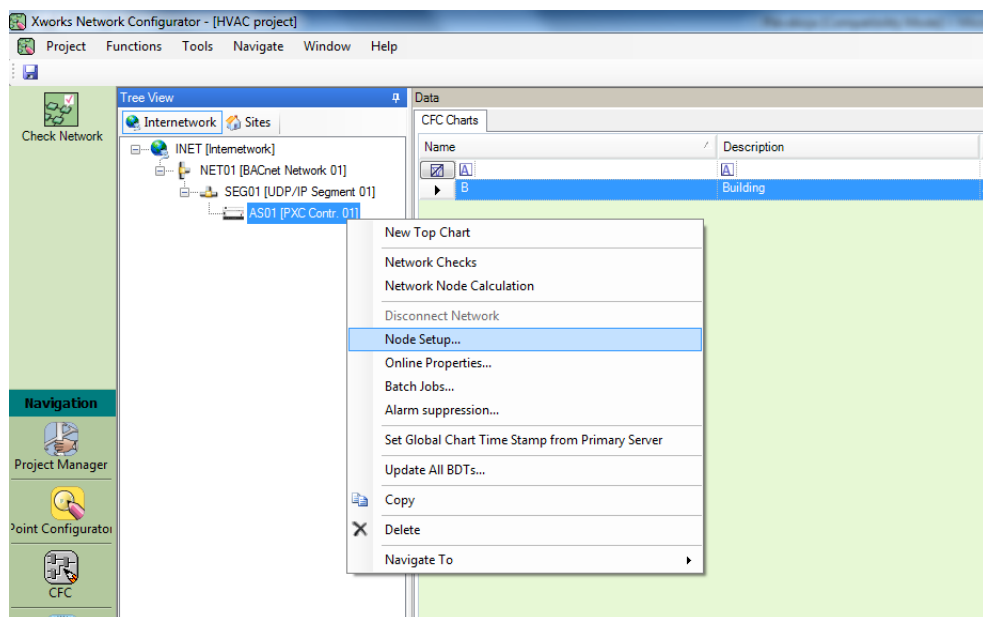 Xworks Network Configurator - [HVAC project]
Project Functions Tools Navigate Window Help
Check Network
Tree View
Internetwork Sites
INET [Internetwork]
NET01 [BACnet Network 01]
SEG01 [UDP/IP Segment 01]
AS01 [PXC Contr. 01]
Data
CFC Charts
Name Description
A A
B Building
New Top Chart
Network Checks
Network Node Calculation
Disconnect Network
Node Setup...
Online Properties...
Batch Jobs...
Alarm suppression...
Set Global Chart Time Stamp from Primary Server
Update All BDTs...
Copy
Delete
Navigate To
Navigation
Project Manager
Point Configurator
CFC